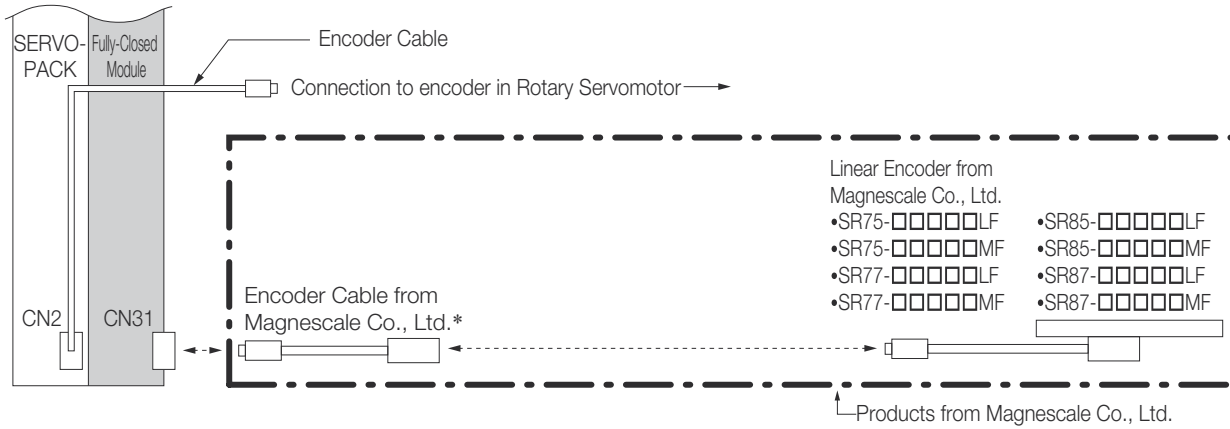 SERVO-
PACK
Fully-Closed
Module
Encoder Cable
Connection to encoder in Rotary Servomotor
Linear Encoder from
Magnescale Co., Ltd.
•SR75-□□□□□LF
•SR75-□□□□□MF
•SR77-□□□□□LF
•SR77-□□□□□MF
•SR85-□□□□□LF
•SR85-□□□□□MF
•SR87-□□□□□LF
•SR87-□□□□□MF
CN2
CN31
Encoder Cable from
Magnescale Co., Ltd.*
Products from Magnescale Co., Ltd.